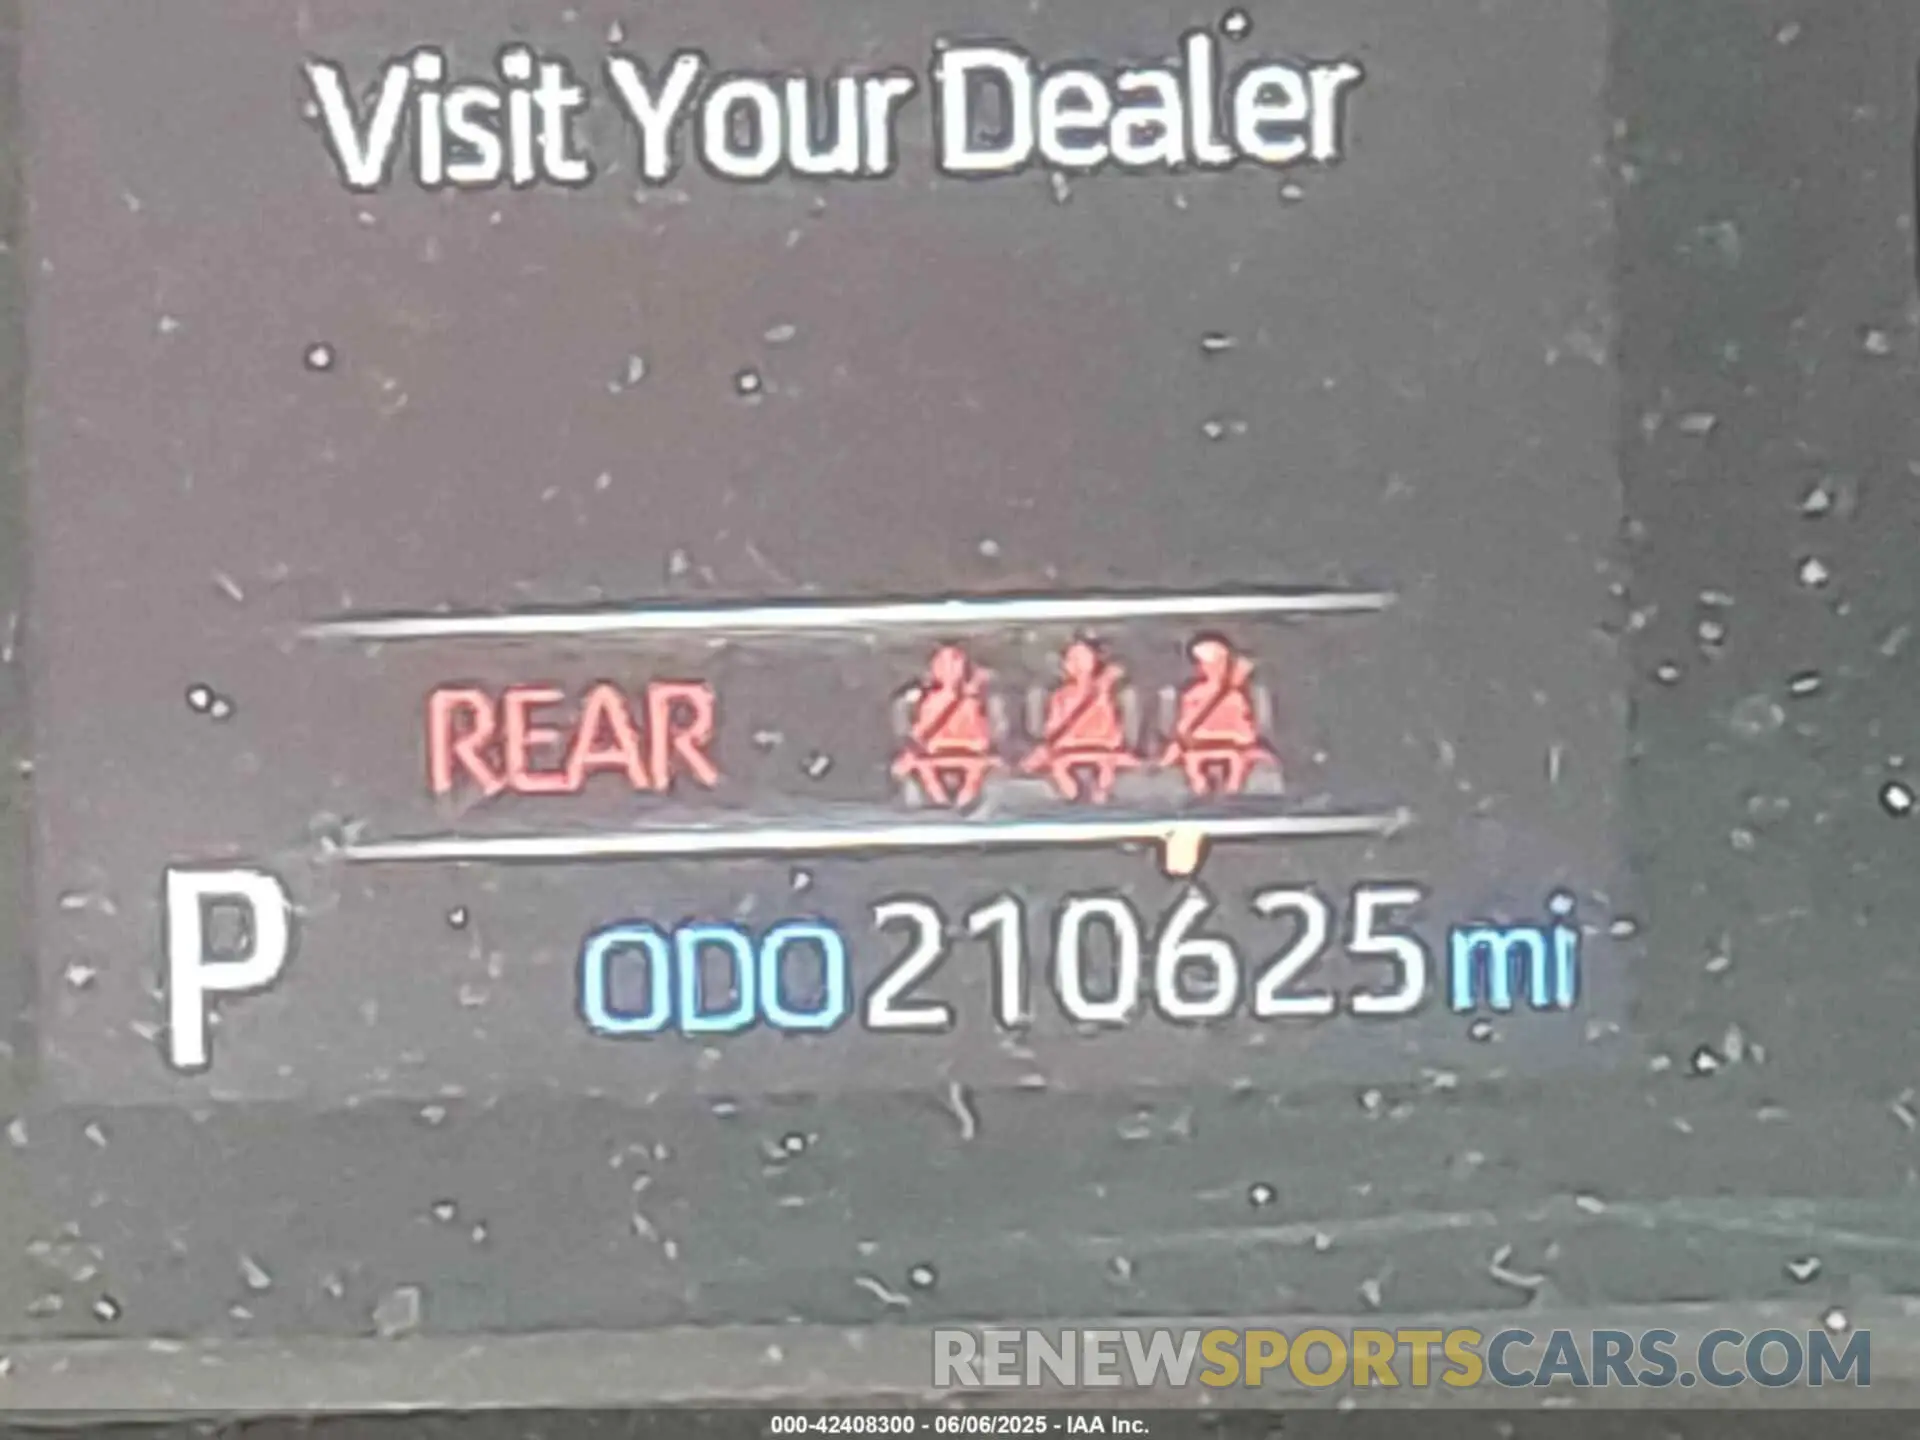 Visit Your Dealer
REAR
P
ODO 210625 mi
RENEWSPORTSCARS.COM
000-42408300 - 06/06/2025 - IAA Inc.